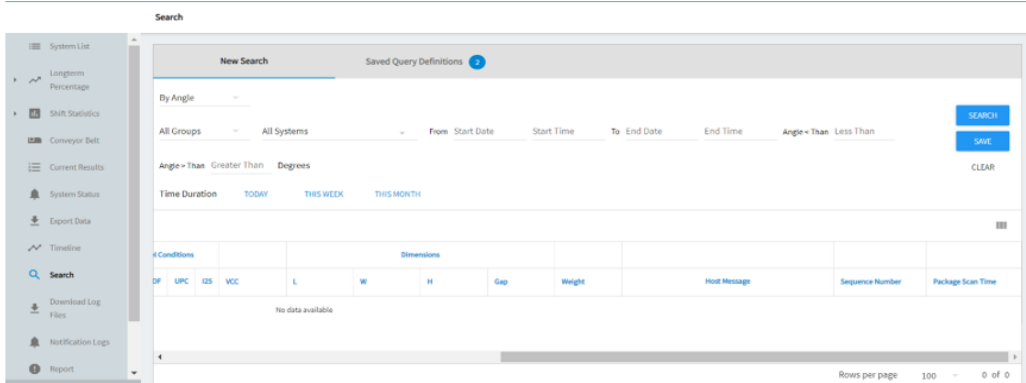 Search
System List
Longterm
Percentage
Shift Statistics
Conveyor Belt
Current Results
System Status
Export Data
Timeline
Search
Download Log
Files
Notification Logs
Report
New Search
Saved Query Definitions 2
By Angle
All Groups All Systems From Start Date Start Time To End Date End Time Angle < Than Less Than
SEARCH
SAVE
CLEAR
Angle > Than Greater Than Degrees
Time Duration TODAY THIS WEEK THIS MONTH
Conditions Dimensions
UPC I25 VCC L W H Gap Weight Host Message Sequence Number Package Scan Time
No data available
Rows per page 100 0 of 0